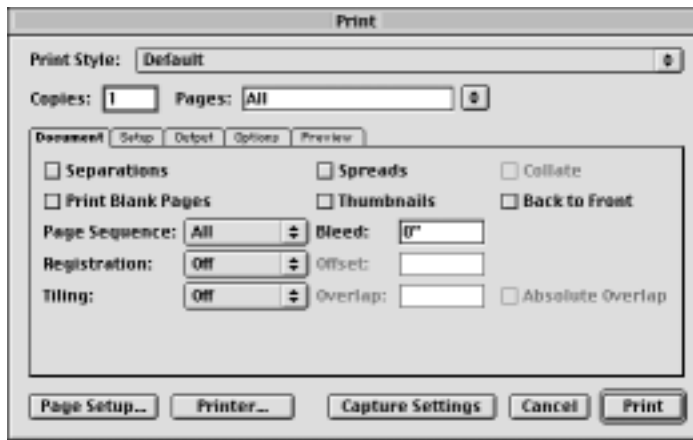 Print
Print Style: Default
Copies: 1 Pages: All
Document Setup Output Options Preview
Separations Spreads Collate
Print Blank Pages Thumbnails Back to Front
Page Sequence: All Bleed: 0"
Registration: Off Offset:
Tiling: Off Overlap: Absolute Overlap
Page Setup... Printer... Capture Settings Cancel Print